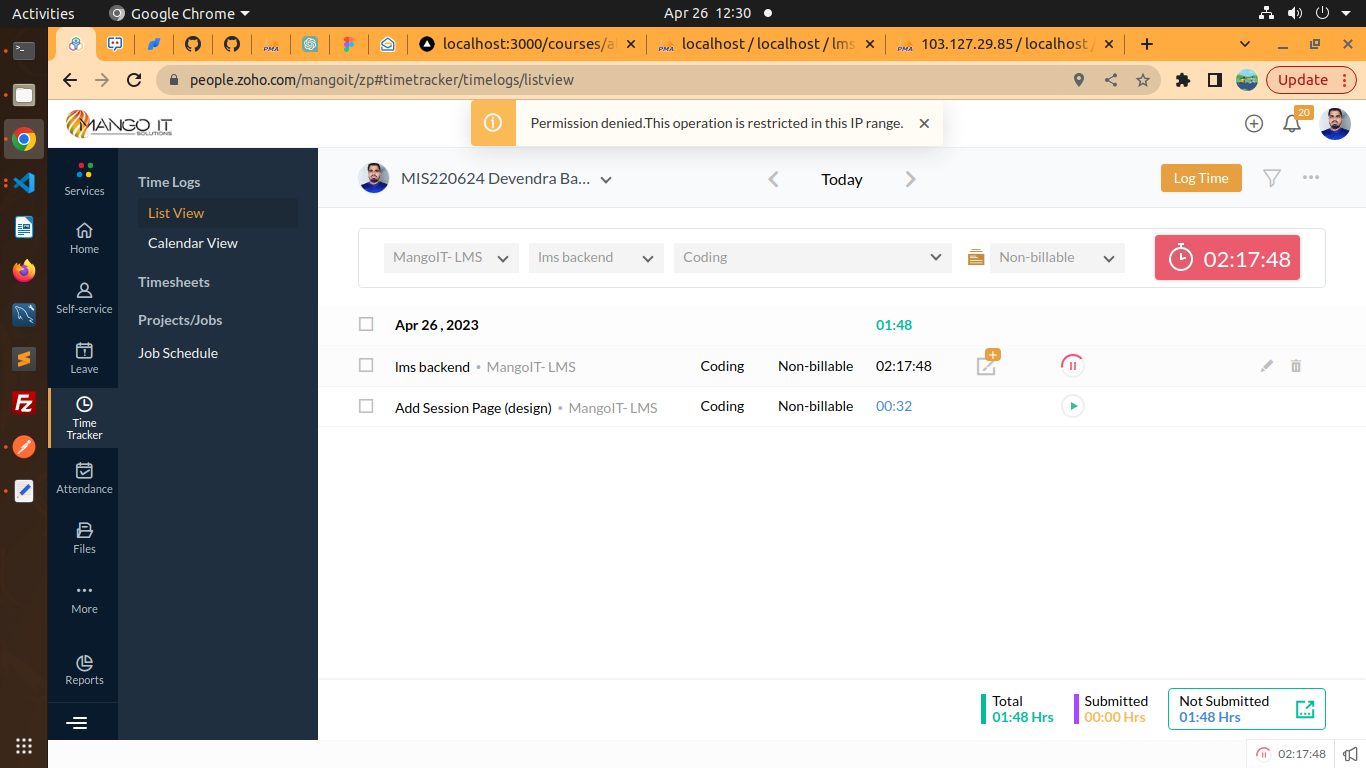 Activities
Google Chrome
Apr 26 12:30
localhost:3000/courses/al
localhost / localhost / lms
103.127.29.85 / localhost /
people.zoho.com/mangoit/zp#timetracker/timelogs/listview
Update
MANGO IT
SOLUTIONS
Permission denied.This operation is restricted in this IP range.
20
Services
Home
Self-service
Leave
Time
Tracker
Attendance
Files
More
Reports
Time Logs
List View
Calendar View
Timesheets
Projects/Jobs
Job Schedule
MIS220624 Devendra Ba...
Today
Log Time
MangoIT- LMS
lms backend
Coding
Non-billable
02:17:48
Apr 26 , 2023 01:48
lms backend • MangoIT- LMS Coding Non-billable 02:17:48
Add Session Page (design) • MangoIT- LMS Coding Non-billable 00:32
Total
01:48 Hrs
Submitted
00:00 Hrs
Not Submitted
01:48 Hrs
02:17:48